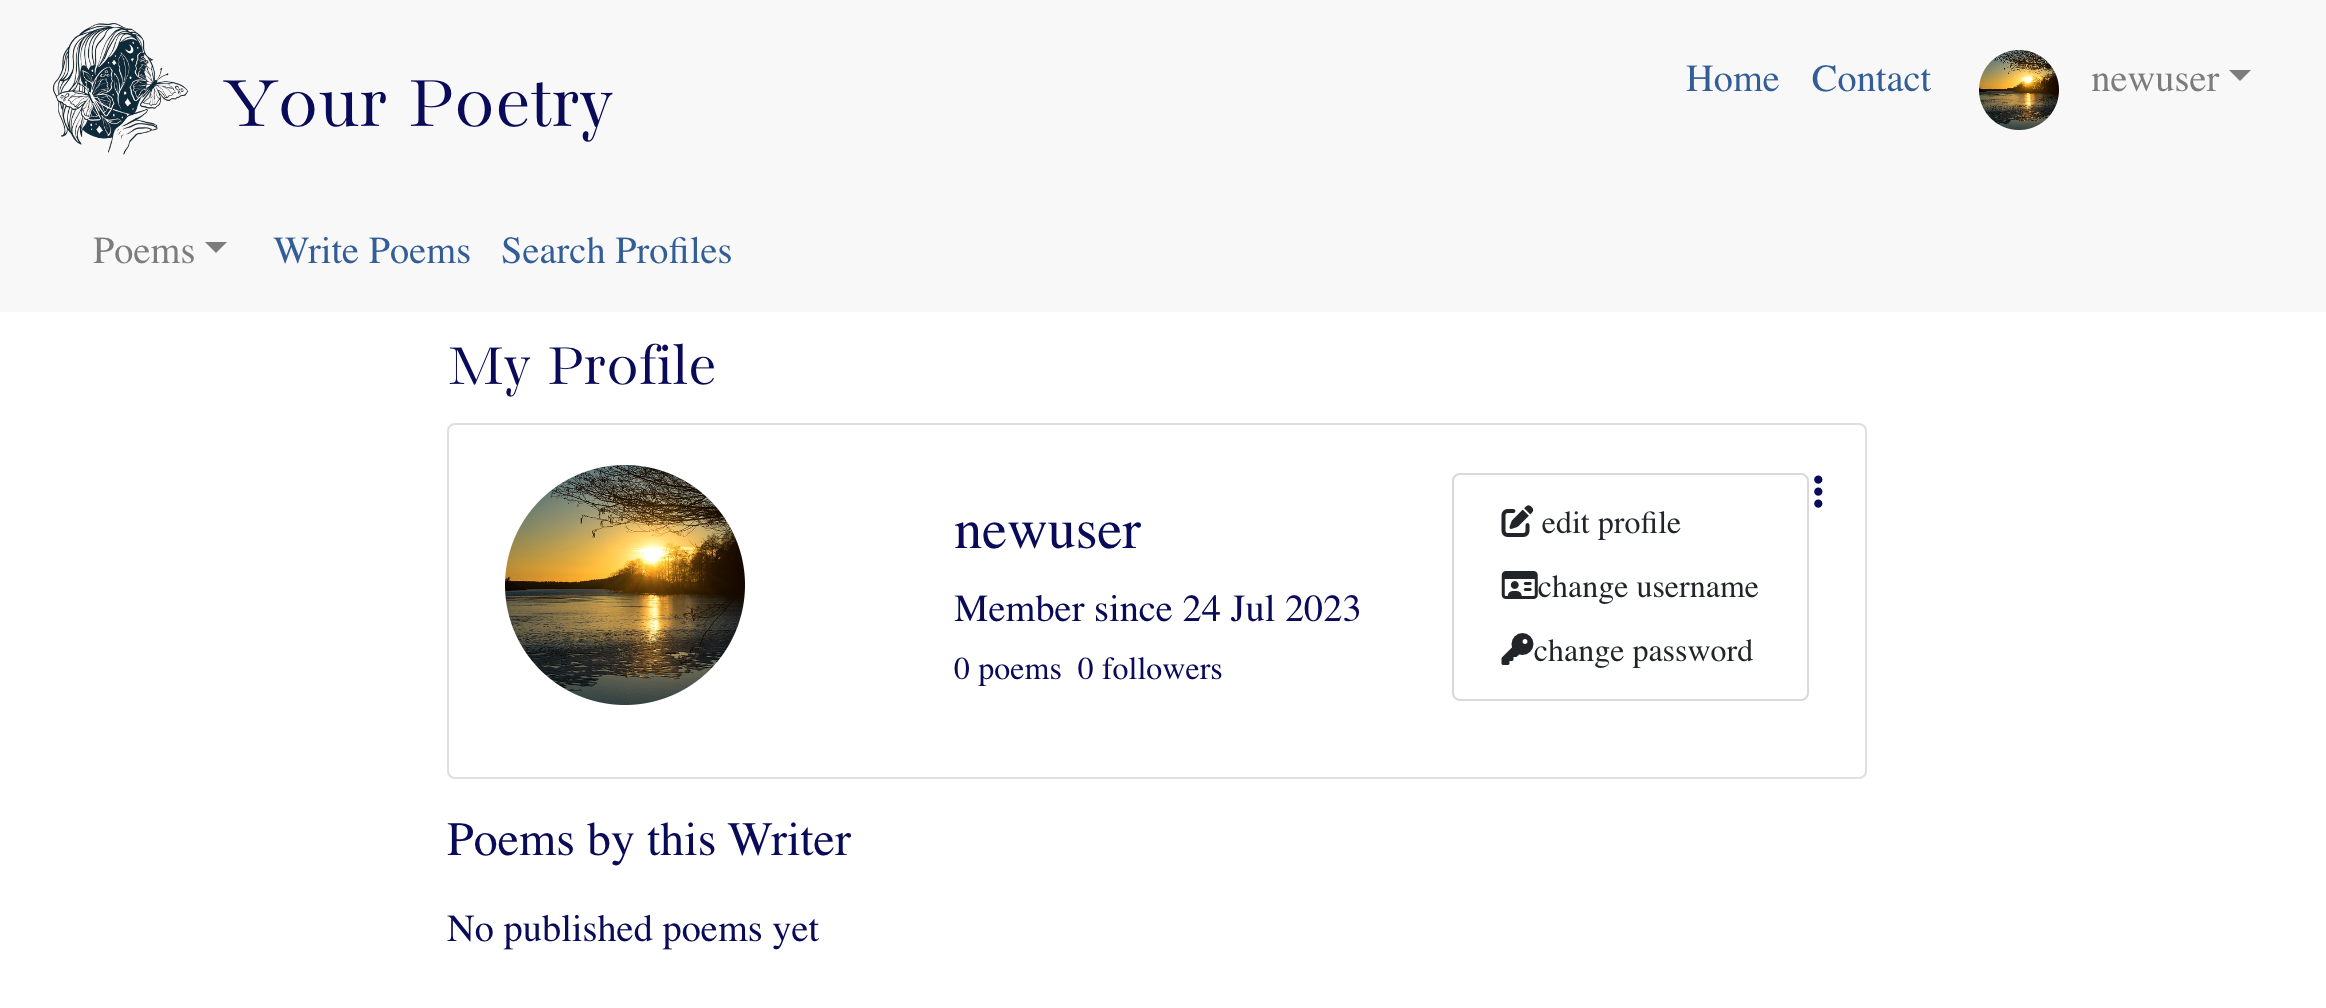 Your Poetry
Home Contact newuser
Poems Write Poems Search Profiles
My Profile
newuser
Member since 24 Jul 2023
0 poems 0 followers
edit profile
change username
change password
Poems by this Writer
No published poems yet